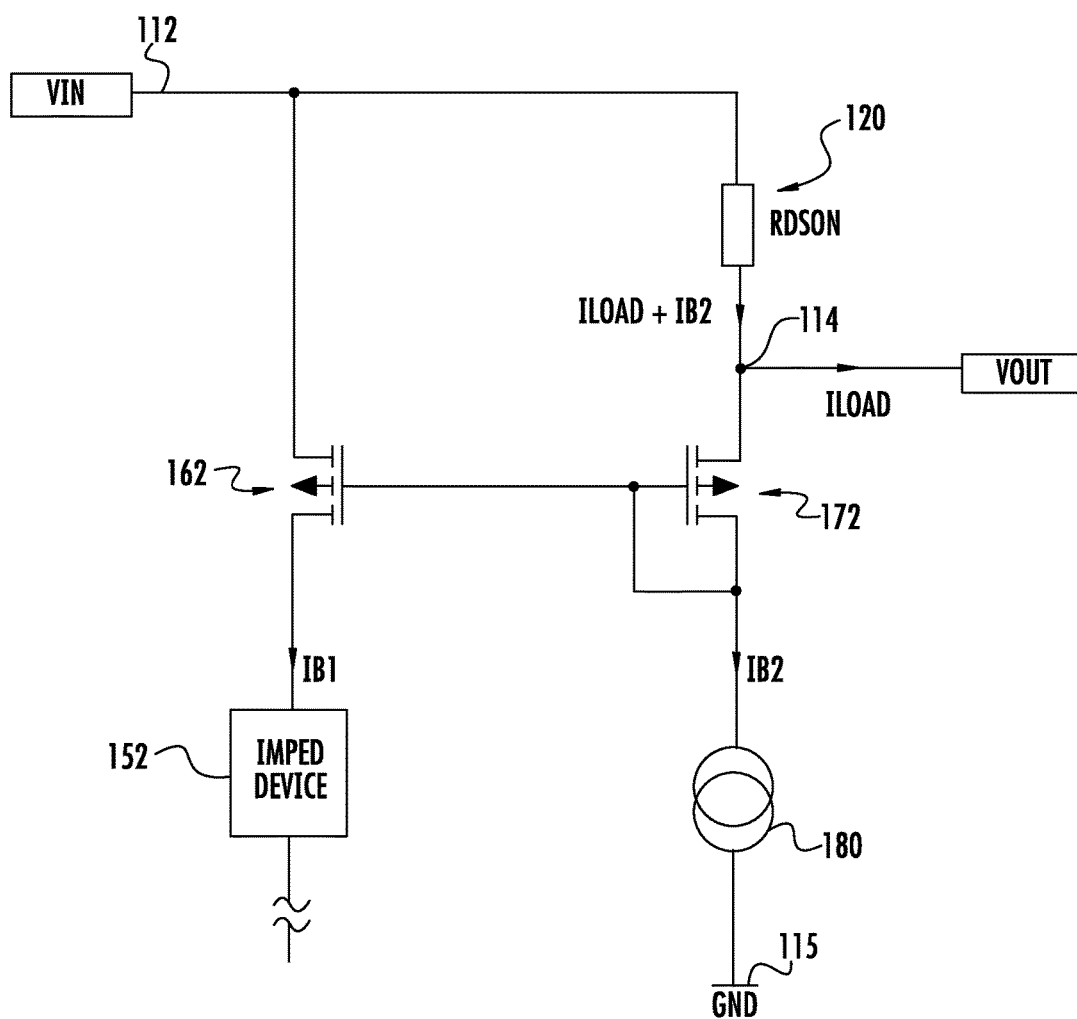 112
VIN
120
RDSON
ILOAD + IB2
114
VOUT
ILOAD
162
172
IB1
IB2
152
IMPED
DEVICE
180
115
GND